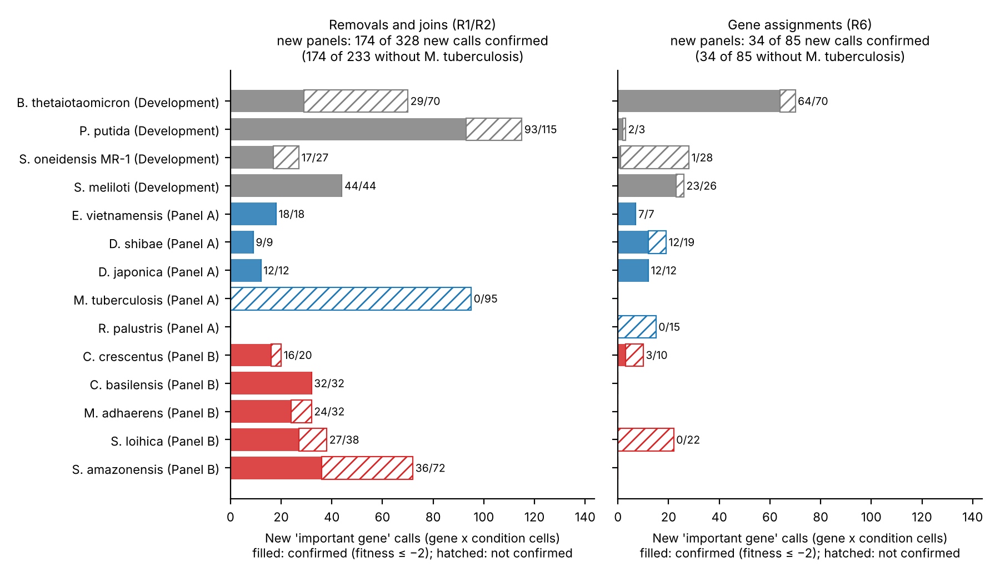 Removals and joins (R1/R2)
new panels: 174 of 328 new calls confirmed
(174 of 233 without M. tuberculosis)
Gene assignments (R6)
new panels: 34 of 85 new calls confirmed
(34 of 85 without M. tuberculosis)
B. thetaiotaomicron (Development) 29/70 64/70
P. putida (Development) 93/115 2/3
S. oneidensis MR-1 (Development) 17/27 1/28
S. meliloti (Development) 44/44 23/26
E. vietnamensis (Panel A) 18/18 7/7
D. shibae (Panel A) 9/9 12/19
D. japonica (Panel A) 12/12 12/12
M. tuberculosis (Panel A) 0/95
R. palustris (Panel A) 0/15
C. crescentus (Panel B) 16/20 3/10
C. basilensis (Panel B) 32/32
M. adhaerens (Panel B) 24/32
S. loihica (Panel B) 27/38 0/22
S. amazonensis (Panel B) 36/72
0 20 40 60 80 100 120 140
New 'important gene' calls (gene x condition cells)
filled: confirmed (fitness ≤ −2); hatched: not confirmed
0 20 40 60 80 100 120 140
New 'important gene' calls (gene x condition cells)
filled: confirmed (fitness ≤ −2); hatched: not confirmed